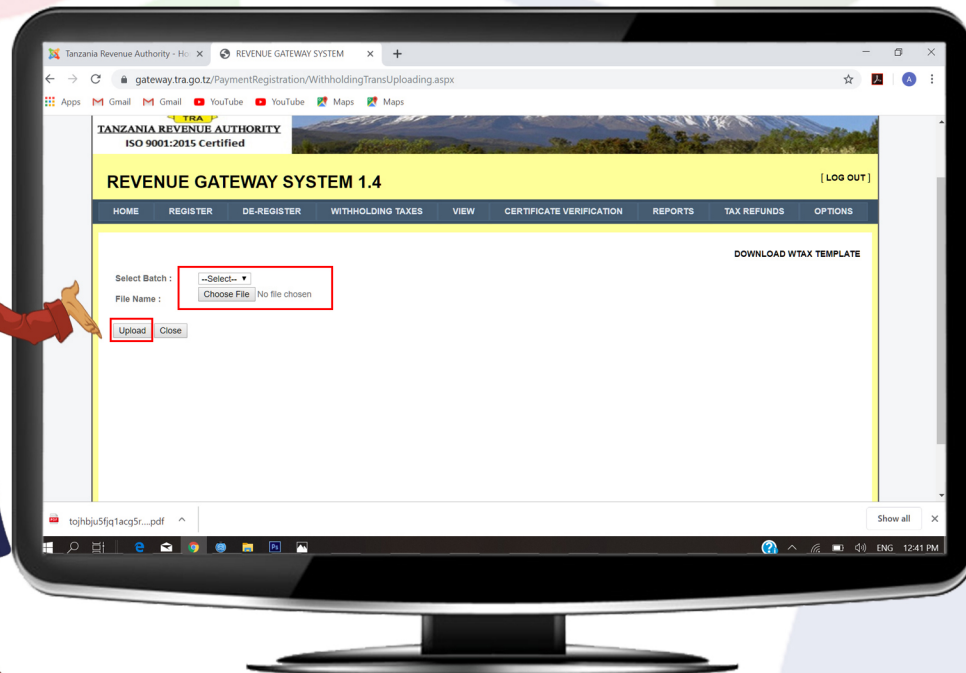 Tanzania Revenue Authority - Ho
REVENUE GATEWAY SYSTEM
gateway.tra.go.tz/PaymentRegistration/WithholdingTransUploading.aspx
A
Apps
Gmail
Gmail
YouTube
YouTube
Maps
Maps
TRA
TANZANIA REVENUE AUTHORITY
ISO 9001:2015 Certified
REVENUE GATEWAY SYSTEM 1.4
[ LOG OUT ]
HOME REGISTER DE-REGISTER WITHHOLDING TAXES VIEW CERTIFICATE VERIFICATION REPORTS TAX REFUNDS OPTIONS
DOWNLOAD WTAX TEMPLATE
Select Batch : --Select--
File Name : Choose File No file chosen
Upload Close
tojhbju5fjq1acg5r....pdf
Show all
Ps
ENG 12:41 PM